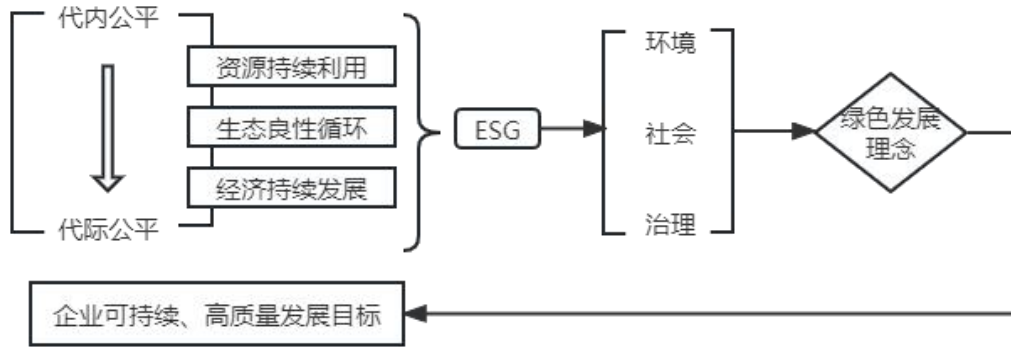 代内公平
资源持续利用
生态良性循环
经济持续发展
代际公平
ESG
环境
社会
治理
绿色发展
理念
企业可持续、高质量发展目标